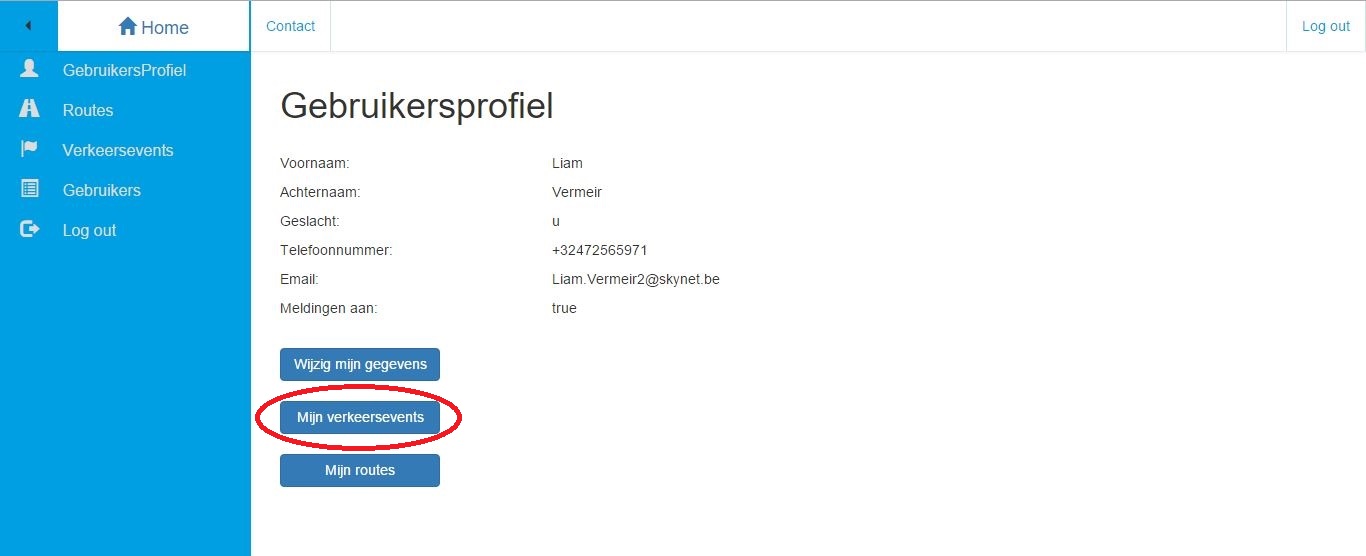 Home
Contact
Log out
GebruikersProfiel
Routes
Verkeersevents
Gebruikers
Log out
Gebruikersprofiel
Voornaam: Liam
Achternaam: Vermeir
Geslacht: u
Telefoonnummer: +32472565971
Email: Liam.Vermeir2@skynet.be
Meldingen aan: true
Wijzig mijn gegevens
Mijn verkeersevents
Mijn routes